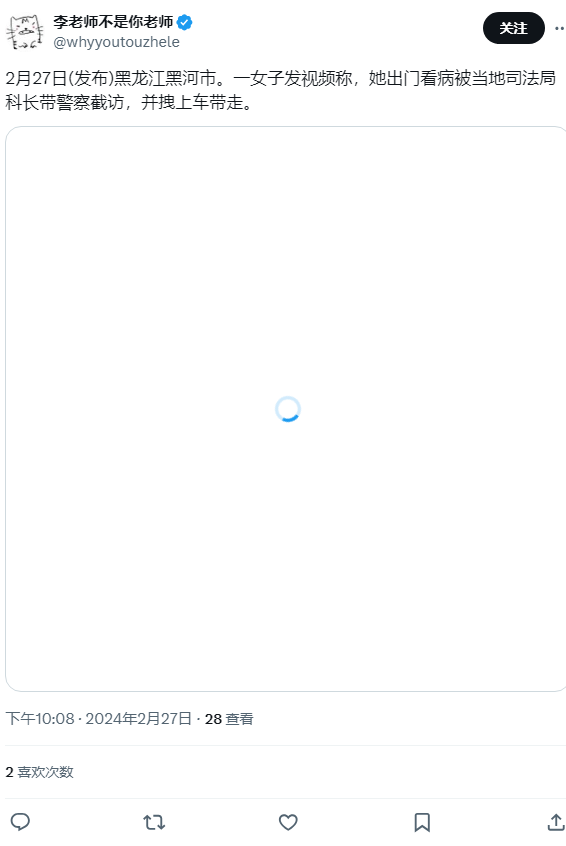 李老师不是你老师
@whyyoutouzhele
关注
2月27日(发布)黑龙江黑河市。一女子发视频称，她出门看病被当地司法局
科长带警察截访，并拽上车带走。
下午10:08 · 2024年2月27日 · 28 查看
2 喜欢次数